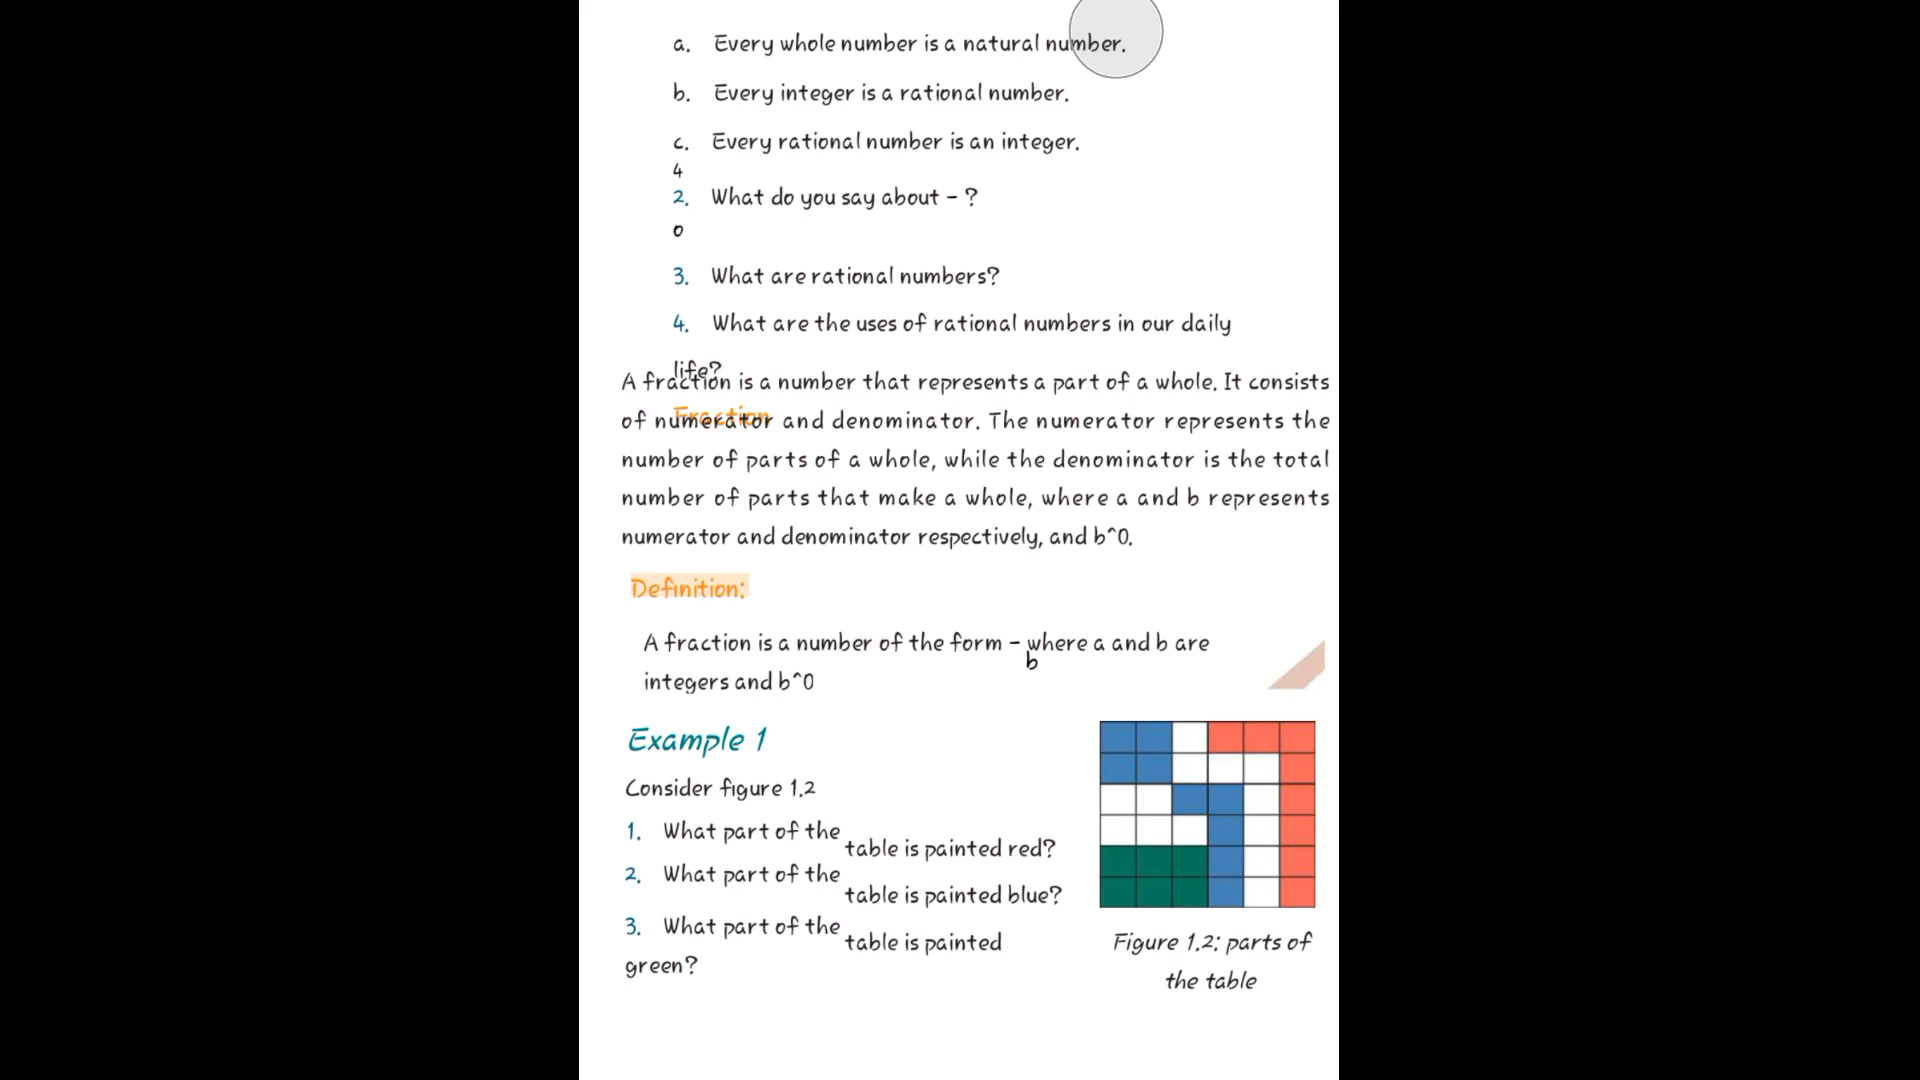 a. Every whole number is a natural number.
b. Every integer is a rational number.
c. Every rational number is an integer.
4
2. What do you say about - ?
0
3. What are rational numbers?
4. What are the uses of rational numbers in our daily
life?
A fraction is a number that represents a part of a whole. It consists
Fraction
of numerator and denominator. The numerator represents the
number of parts of a whole, while the denominator is the total
number of parts that make a whole, where a and b represents
numerator and denominator respectively, and b^0.
Definition:
A fraction is a number of the form - where a and b are
b
integers and b^0
Example 1
Consider figure 1.2
1. What part of the
table is painted red?
2. What part of the
table is painted blue?
3. What part of the
table is painted
green?
Figure 1.2: parts of
the table